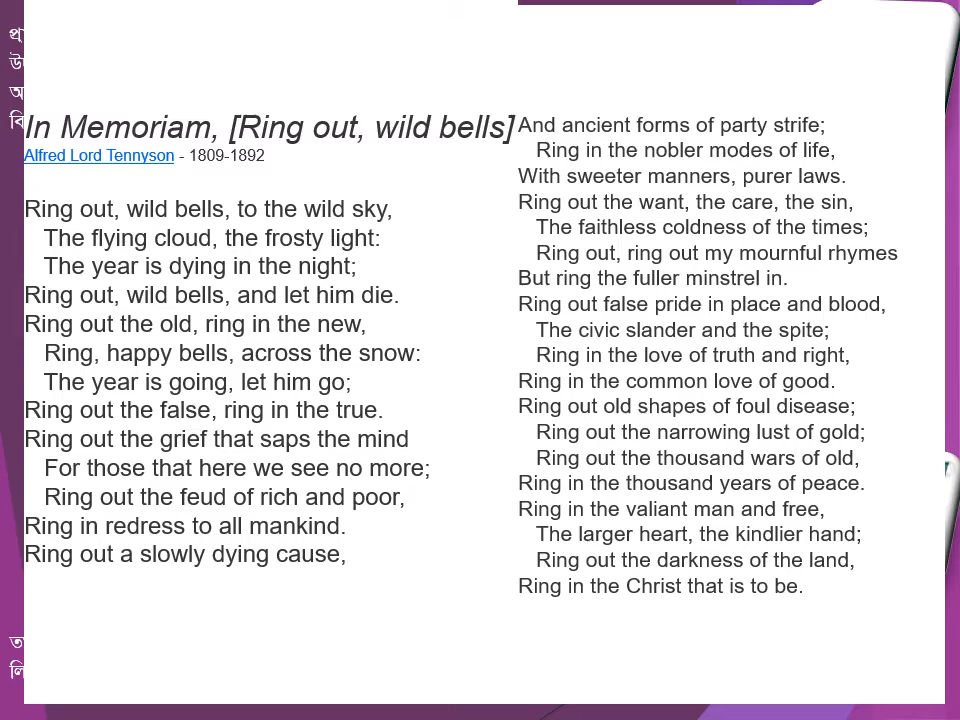 In Memoriam, [Ring out, wild bells]
Alfred Lord Tennyson - 1809-1892
Ring out, wild bells, to the wild sky,
The flying cloud, the frosty light:
The year is dying in the night;
Ring out, wild bells, and let him die.
Ring out the old, ring in the new,
Ring, happy bells, across the snow:
The year is going, let him go;
Ring out the false, ring in the true.
Ring out the grief that saps the mind
For those that here we see no more;
Ring out the feud of rich and poor,
Ring in redress to all mankind.
Ring out a slowly dying cause,
And ancient forms of party strife;
Ring in the nobler modes of life,
With sweeter manners, purer laws.
Ring out the want, the care, the sin,
The faithless coldness of the times;
Ring out, ring out my mournful rhymes
But ring the fuller minstrel in.
Ring out false pride in place and blood,
The civic slander and the spite;
Ring in the love of truth and right,
Ring in the common love of good.
Ring out old shapes of foul disease;
Ring out the narrowing lust of gold;
Ring out the thousand wars of old,
Ring in the thousand years of peace.
Ring in the valiant man and free,
The larger heart, the kindlier hand;
Ring out the darkness of the land,
Ring in the Christ that is to be.